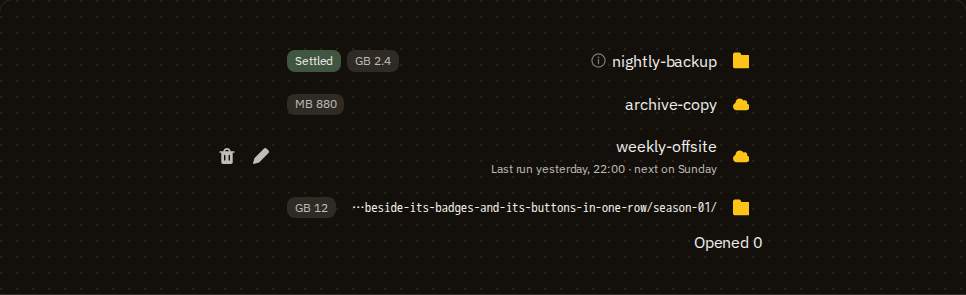 nightly-backup Settled GB 2.4
archive-copy MB 880
weekly-offsite
Last run yesterday, 22:00 · next on Sunday
…beside-its-badges-and-its-buttons-in-one-row/season-01/ GB 12
Opened 0